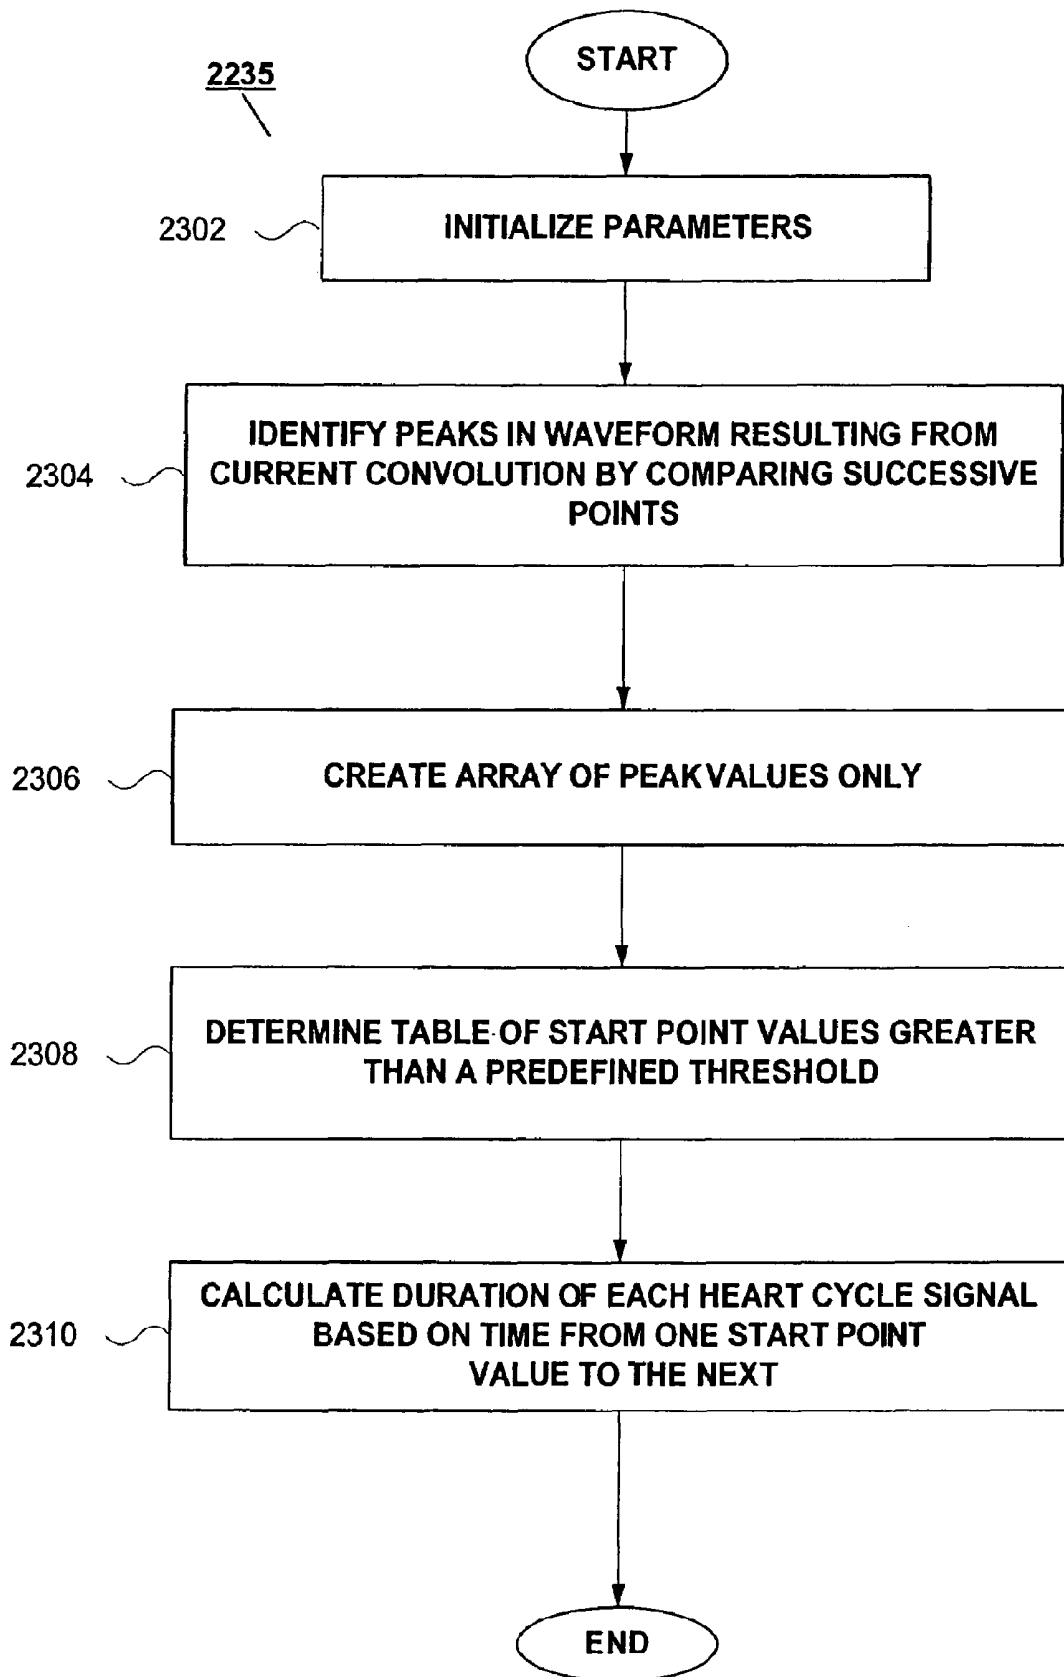 START
2235
2302
INITIALIZE PARAMETERS
2304
IDENTIFY PEAKS IN WAVEFORM RESULTING FROM
CURRENT CONVOLUTION BY COMPARING SUCCESSIVE
POINTS
2306
CREATE ARRAY OF PEAK VALUES ONLY
2308
DETERMINE TABLE OF START POINT VALUES GREATER
THAN A PREDEFINED THRESHOLD
2310
CALCULATE DURATION OF EACH HEART CYCLE SIGNAL
BASED ON TIME FROM ONE START POINT
VALUE TO THE NEXT
END